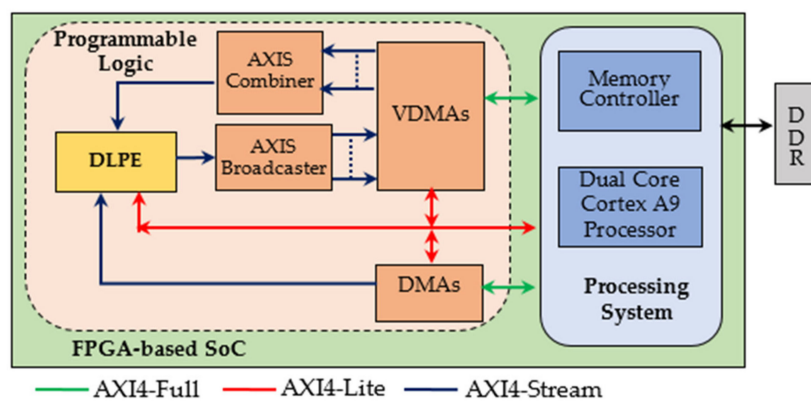 Programmable
Logic
AXIS
Combiner
VDMAs
Memory
Controller
DLPE
AXIS
Broadcaster
D
D
R
Dual Core
Cortex A9
Processor
DMAs
Processing
System
FPGA-based SoC
AXI4-Full
AXI4-Lite
AXI4-Stream